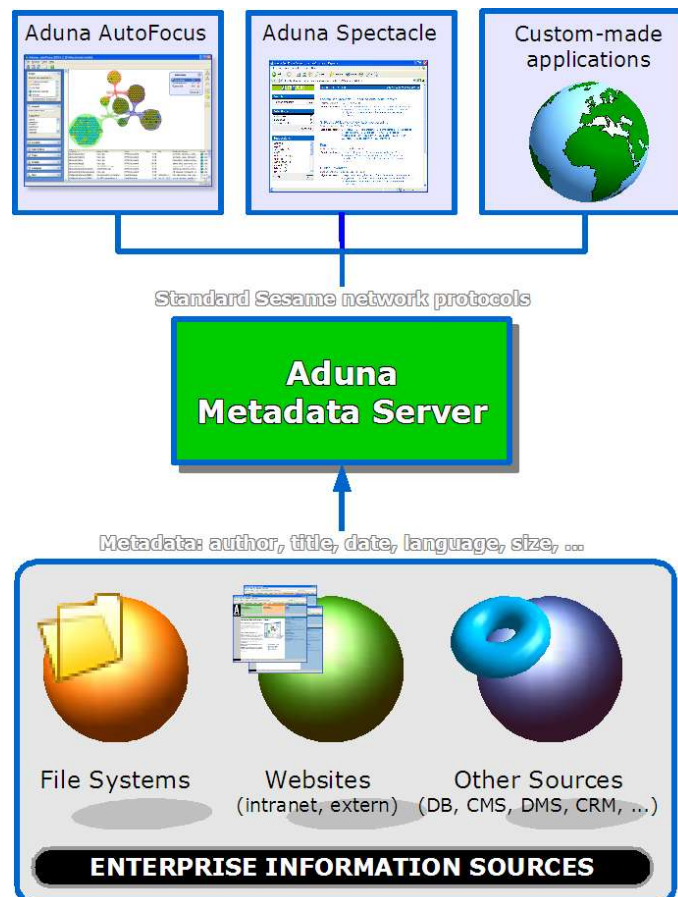 Aduna AutoFocus
Aduna Spectacle
Custom-made
applications
Standard Sesame network protocols
Aduna
Metadata Server
Metadata: author, title, date, language, size, ...
File Systems
Websites
(intranet, extern)
Other Sources
(DB, CMS, DMS, CRM, ...)
ENTERPRISE INFORMATION SOURCES